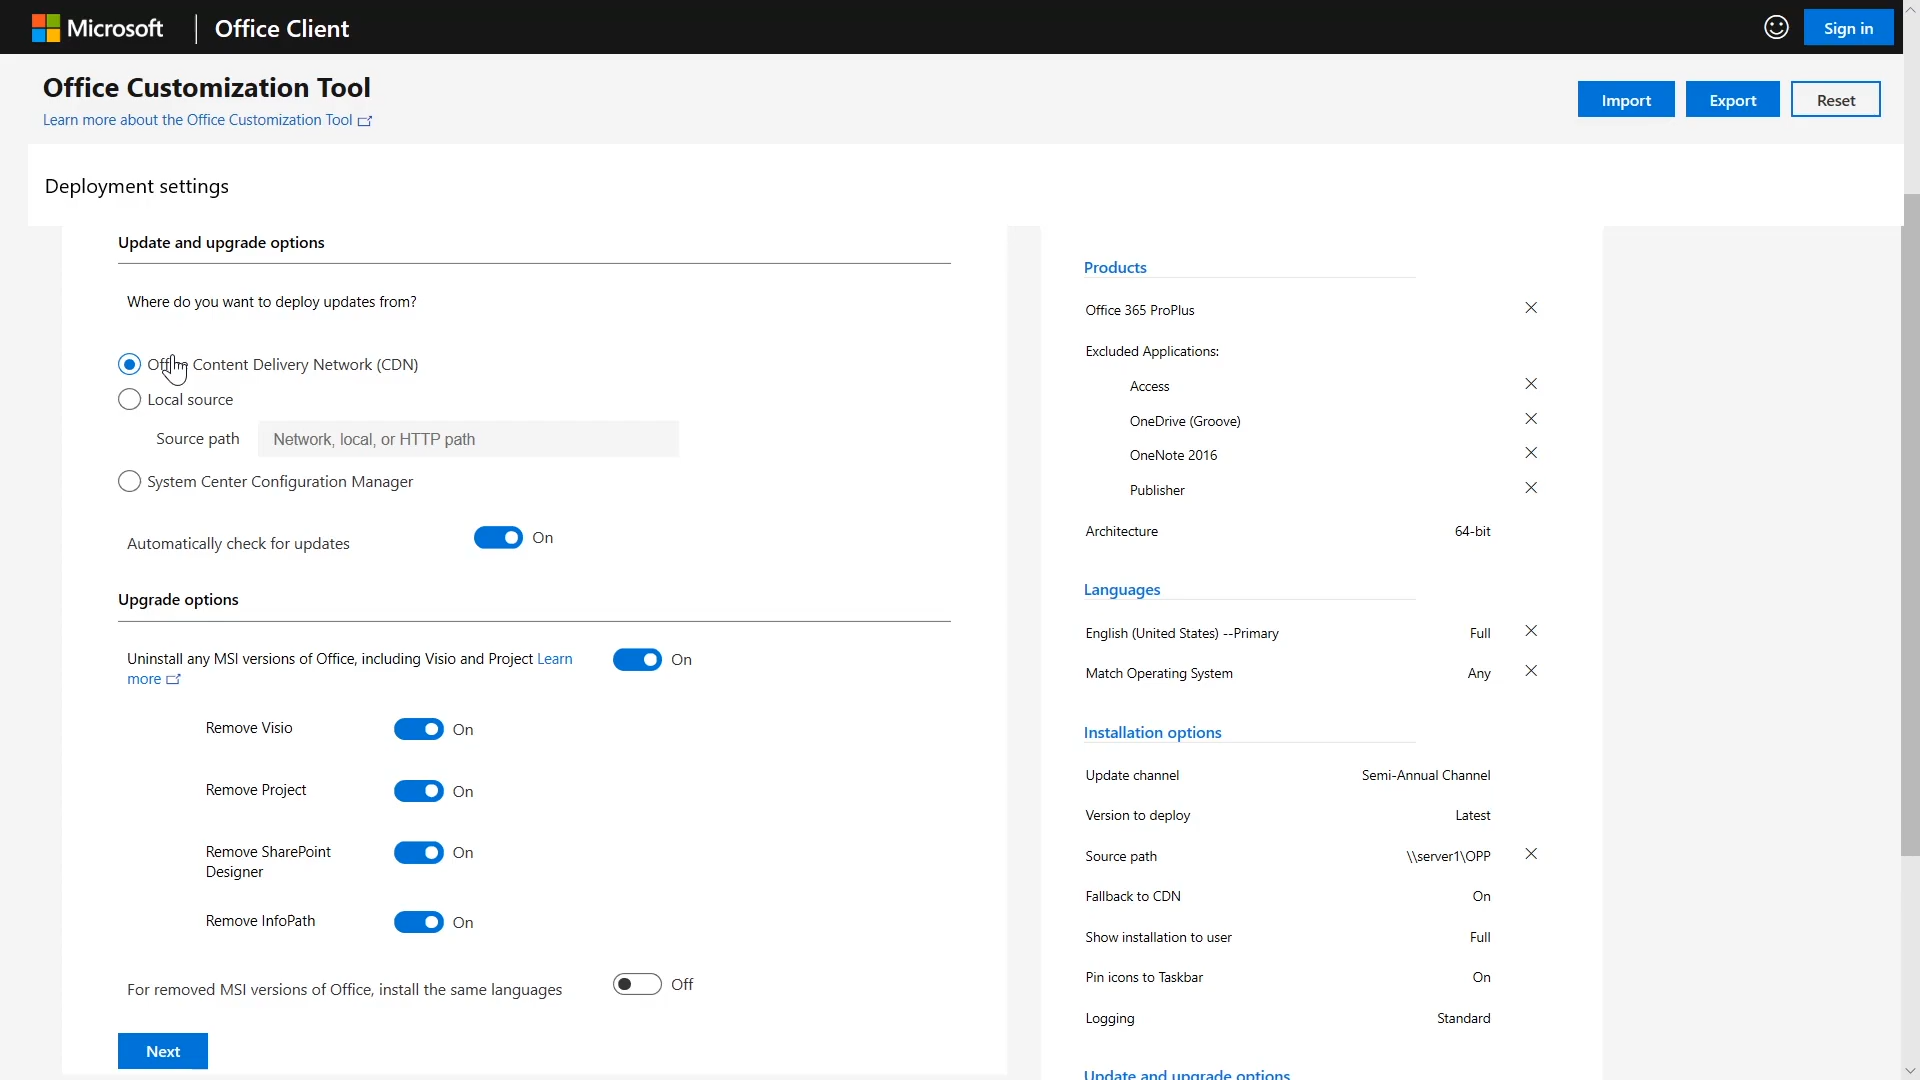 Microsoft
Office Client
Sign in
Office Customization Tool
Learn more about the Office Customization Tool
Import
Export
Reset
Deployment settings
Update and upgrade options
Where do you want to deploy updates from?
Office Content Delivery Network (CDN)
Local source
Source path
Network, local, or HTTP path
System Center Configuration Manager
Automatically check for updates
On
Upgrade options
Uninstall any MSI versions of Office, including Visio and Project Learn
more
On
Remove Visio
On
Remove Project
On
Remove SharePoint
Designer
On
Remove InfoPath
On
For removed MSI versions of Office, install the same languages
Off
Next
Products
Office 365 ProPlus
Excluded Applications:
Access
OneDrive (Groove)
OneNote 2016
Publisher
Architecture
64-bit
Languages
English (United States) --Primary
Full
Match Operating System
Any
Installation options
Update channel
Semi-Annual Channel
Version to deploy
Latest
Source path
\\server1\OPP
Fallback to CDN
On
Show installation to user
Full
Pin icons to Taskbar
On
Logging
Standard
Update and upgrade options